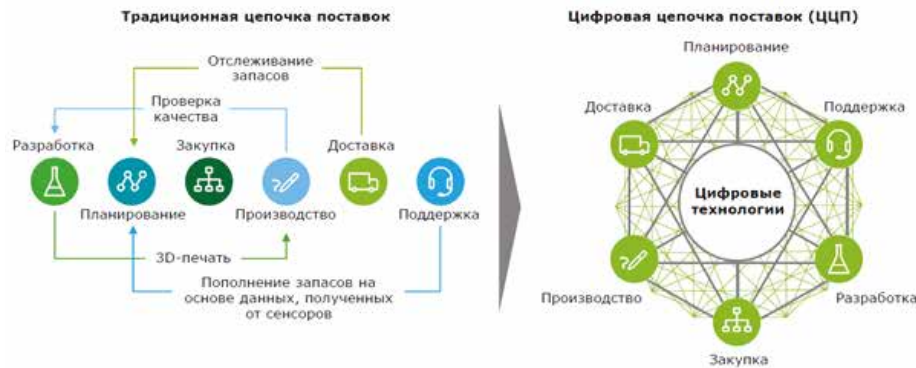 Традиционная цепочка поставок
Отслеживание
запасов
Проверка
качества
Разработка
Закупка
Доставка
Планирование
Производство
Поддержка
3D-печать
Пополнение запасов на
основе данных, полученных
от сенсоров
Цифровая цепочка поставок (ЦЦП)
Планирование
Доставка
Поддержка
Цифровые
технологии
Производство
Разработка
Закупка